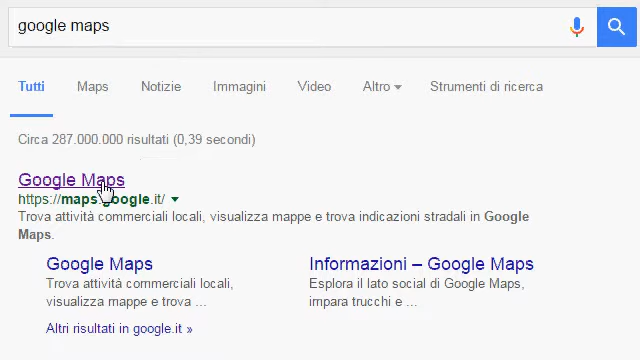 google maps
Tutti Maps Notizie Immagini Video Altro Strumenti di ricerca
Circa 287.000.000 risultati (0,39 secondi)
Google Maps
https://maps.google.it/
Trova attività commerciali locali, visualizza mappe e trova indicazioni stradali in Google
Maps.
Google Maps
Trova attività commerciali locali,
visualizza mappe e trova ...
Informazioni – Google Maps
Esplora il lato social di Google Maps,
impara trucchi e ...
Altri risultati in google.it »